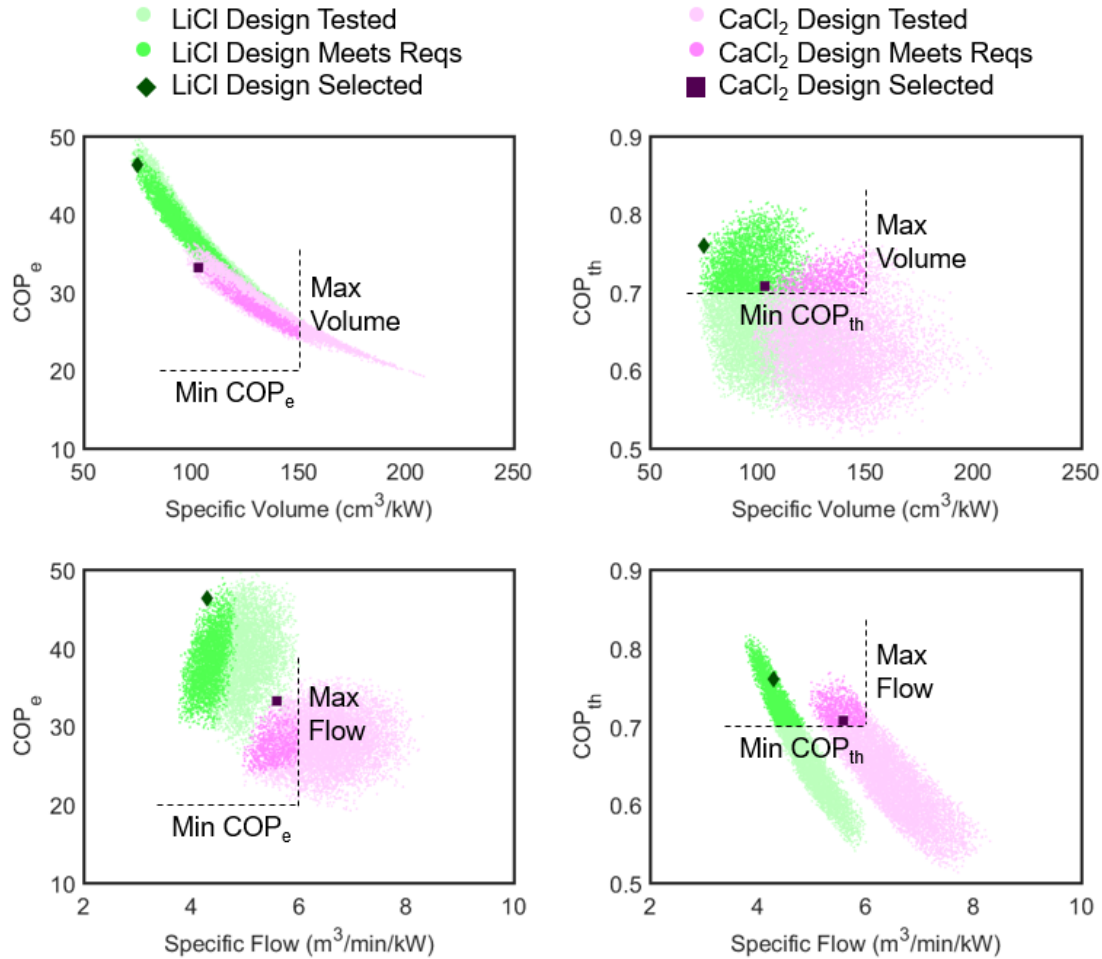 LiCl Design Tested
LiCl Design Meets Reqs
LiCl Design Selected
CaCl₂ Design Tested
CaCl₂ Design Meets Reqs
CaCl₂ Design Selected
50
40
30
20
10
COPₑ
Max
Volume
Min COPₑ
50 100 150 200 250
Specific Volume (cm³/kW)
0.9
0.8
0.7
0.6
0.5
COPₜₕ
Max
Volume
Min COPₜₕ
50 100 150 200 250
Specific Volume (cm³/kW)
50
40
30
20
10
COPₑ
Max
Flow
Min COPₑ
2 4 6 8 10
Specific Flow (m³/min/kW)
0.9
0.8
0.7
0.6
0.5
COPₜₕ
Max
Flow
Min COPₜₕ
2 4 6 8 10
Specific Flow (m³/min/kW)